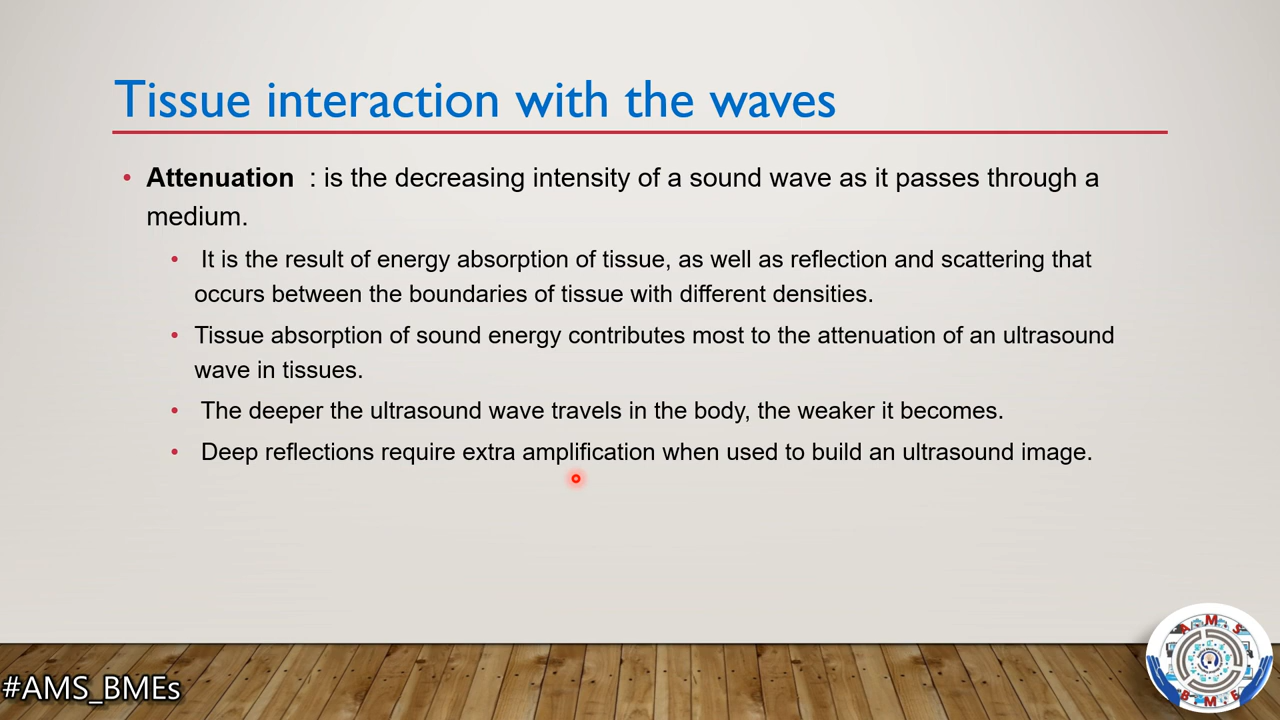 Tissue interaction with the waves
• Attenuation : is the decreasing intensity of a sound wave as it passes through a
medium.
• It is the result of energy absorption of tissue, as well as reflection and scattering that
occurs between the boundaries of tissue with different densities.
• Tissue absorption of sound energy contributes most to the attenuation of an ultrasound
wave in tissues.
• The deeper the ultrasound wave travels in the body, the weaker it becomes.
• Deep reflections require extra amplification when used to build an ultrasound image.
#AMS_BMEs
A.M.S
B.M.E